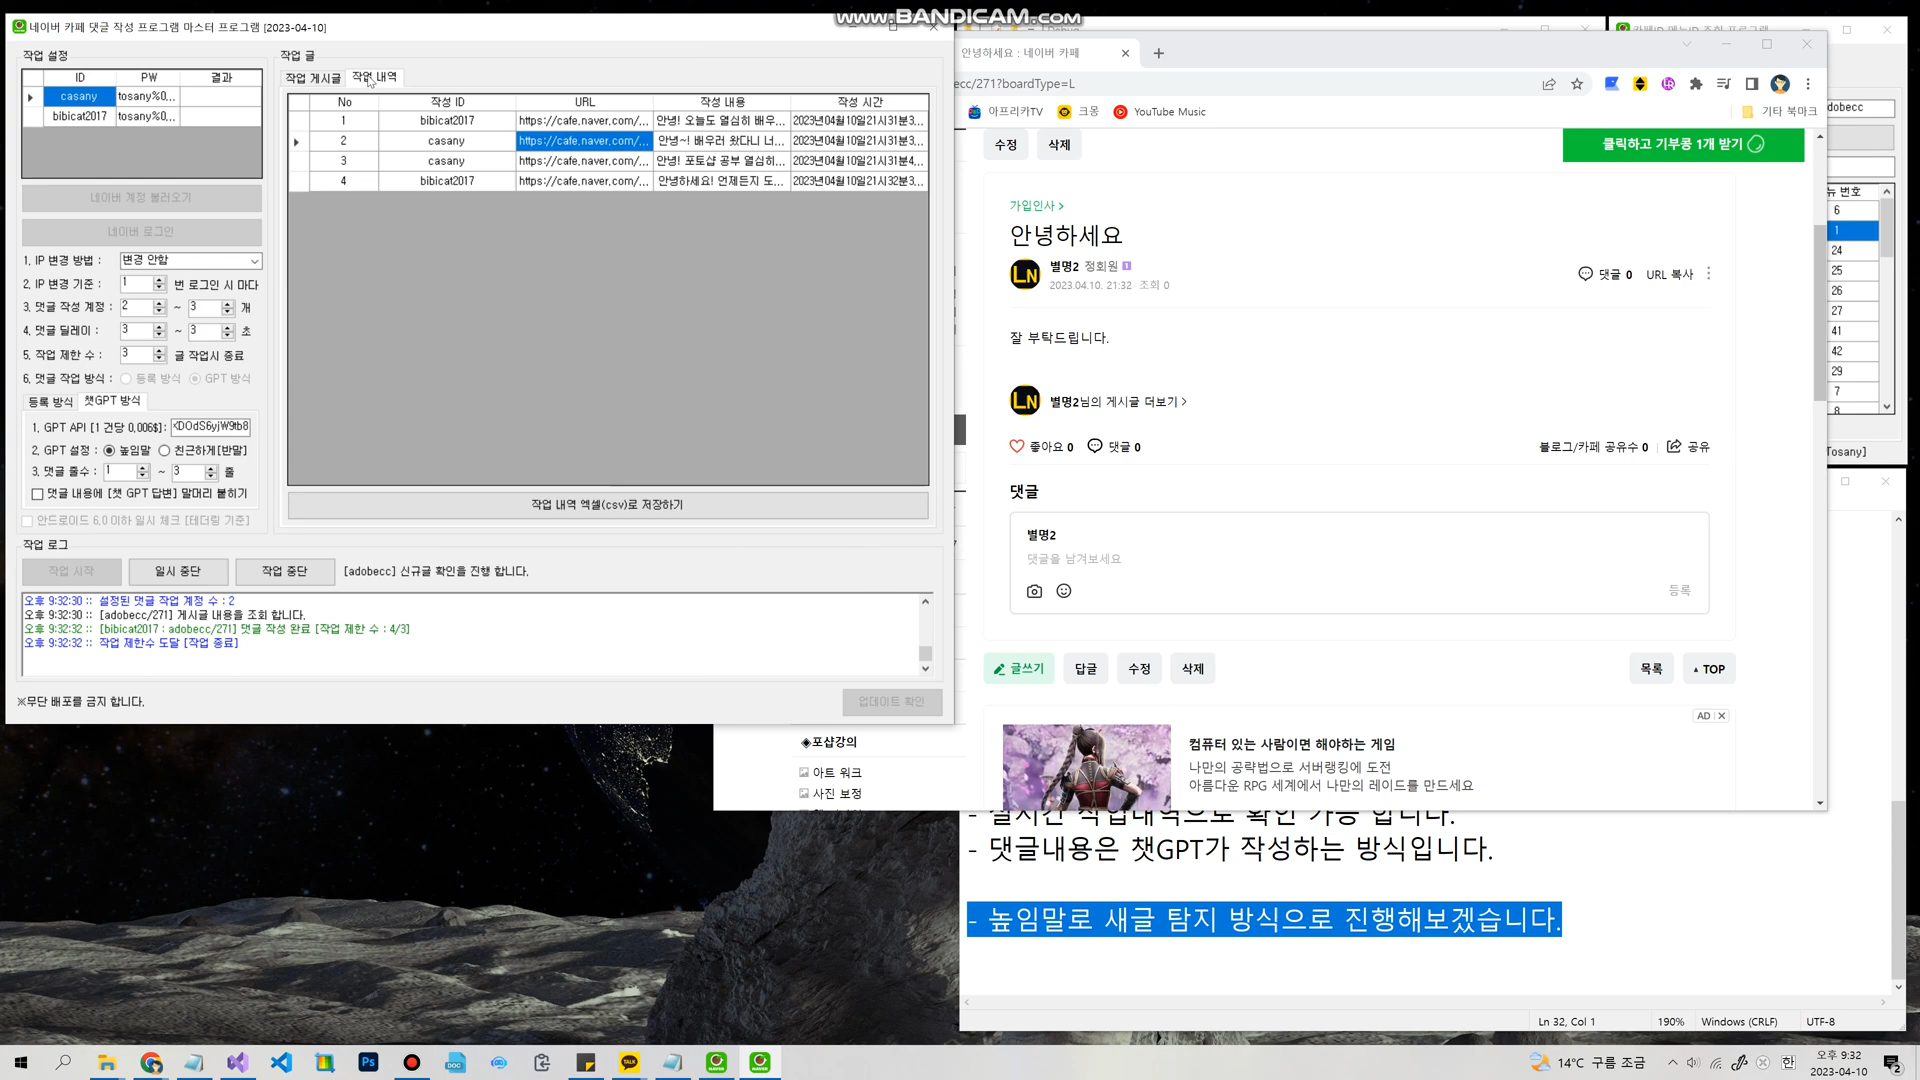 www.BANDICAM.com
네이버 카페 댓글 작성 프로그램 마스터 프로그램 [2023-04-10]
작업 설정
ID PW 결과
casany tosany%0...
bibicat2017 tosany%0...
네이버 계정 불러오기
네이버 로그인
1. IP 변경 방법 : 변경 안함
2. IP 변경 기준 : 1 번 로그인 시 마다
3. 댓글 작성 계정 : 2 ~ 3 개
4. 댓글 딜레이 : 3 ~ 3 초
5. 작업 제한 수 : 3 글 작업시 종료
6. 댓글 작업 방식 : 등록 방식 GPT 방식
등록 방식 챗GPT 방식
1. GPT API [1 건당 0.006$]: <DOdS6yjW9tb8
2. GPT 설정 : 높임말 친근하게[반말]
3. 댓글 줄수 : 1 ~ 3 줄
댓글 내용에 [챗 GPT 답변] 말머리 붙히기
안드로이드 6.0 이하 일시 체크 [테더링 기준]
작업 글
작업 게시글 작업 내역
No 작성 ID URL 작성 내용 작성 시간
1 bibicat2017 https://cafe.naver.com/... 안녕! 오늘도 열심히 배우... 2023년04월10일21시31분3...
2 casany https://cafe.naver.com/... 안녕~! 배우러 왔다니 너... 2023년04월10일21시31분3...
3 casany https://cafe.naver.com/... 안녕! 포토샵 공부 열심히... 2023년04월10일21시31분4...
4 bibicat2017 https://cafe.naver.com/... 안녕하세요! 언제든지 도... 2023년04월10일21시32분3...
작업 내역 엑셀(csv)로 저장하기
작업 로그
작업 시작 일시 중단 작업 중단 [adobecc] 신규글 확인을 진행 합니다.
오후 9:32:30 :: 설정된 댓글 작업 계정 수 : 2
오후 9:32:30 :: [adobecc/271] 게시글 내용을 조회 합니다.
오후 9:32:32 :: [bibicat2017 : adobecc/271] 댓글 작성 완료 [작업 제한 수 : 4/3]
오후 9:32:32 :: 작업 제한수 도달 [작업 종료]
※무단 배포를 금지 합니다.
업데이트 확인
안녕하세요 : 네이버 카페
ecc/271?boardType=L
아프리카TV 크몽 YouTube Music 기타 북마크
수정 삭제
클릭하고 기부콩 1개 받기
가입인사 >
안녕하세요
별명2 정회원
2023.04.10. 21:32 조회 0
댓글 0 URL 복사
잘 부탁드립니다.
별명2님의 게시글 더보기 >
좋아요 0 댓글 0
블로그/카페 공유수 0 공유
댓글
별명2
댓글을 남겨보세요
등록
글쓰기 답글 수정 삭제
목록 TOP
AD
컴퓨터 있는 사람이면 해야하는 게임
나만의 공략법으로 서버랭킹에 도전
아름다운 RPG 세계에서 나만의 레이드를 만드세요
◈포샵강의
아트 워크
사진 보정
dobecc
뉴 번호
6
1
24
25
26
27
41
42
29
7
8
Tosany]
- 실시간 작업내역으로 확인 가능 합니다.
- 댓글내용은 챗GPT가 작성하는 방식입니다.
- 높임말로 새글 탐지 방식으로 진행해보겠습니다.
Ln 32, Col 1 190% Windows (CRLF) UTF-8
14°C 구름 조금
한
오후 9:32
2023-04-10
2